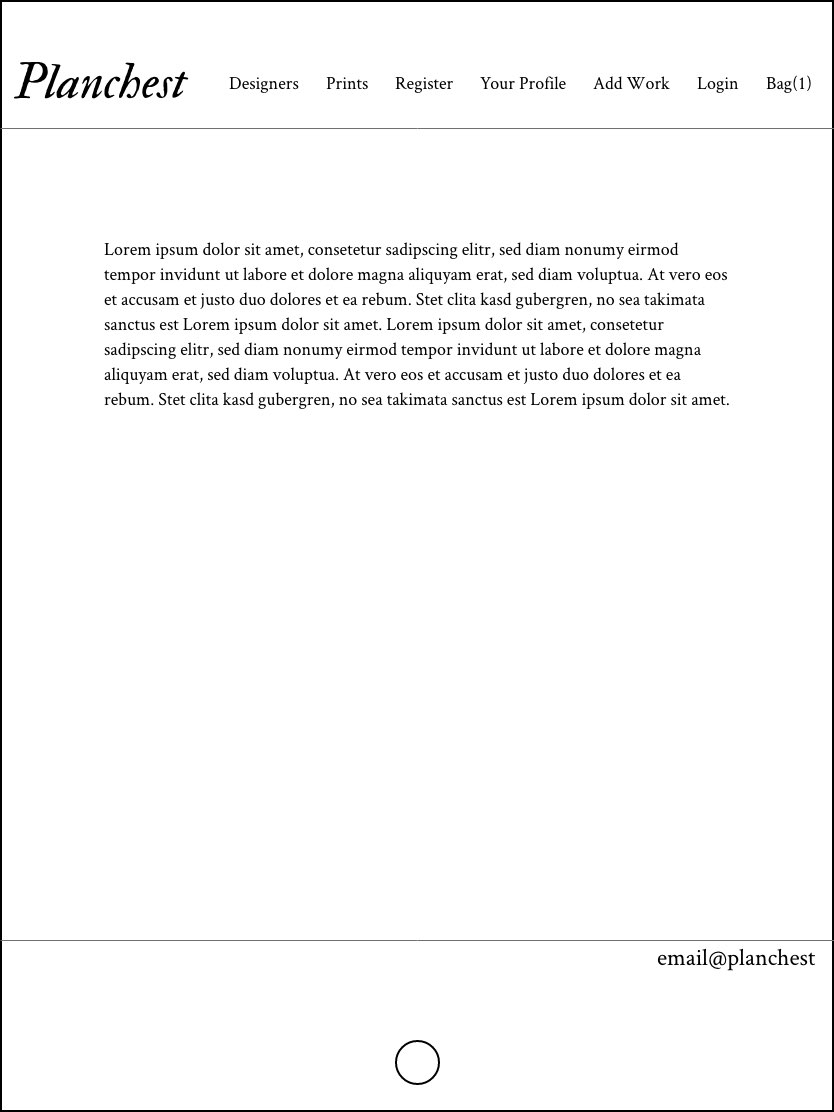 Planchest
Designers Prints Register Your Profile Add Work Login Bag(1)
Lorem ipsum dolor sit amet, consetetur sadipscing elitr, sed diam nonumy eirmod
tempor invidunt ut labore et dolore magna aliquyam erat, sed diam voluptua. At vero eos
et accusam et justo duo dolores et ea rebum. Stet clita kasd gubergren, no sea takimata
sanctus est Lorem ipsum dolor sit amet. Lorem ipsum dolor sit amet, consetetur
sadipscing elitr, sed diam nonumy eirmod tempor invidunt ut labore et dolore magna
aliquyam erat, sed diam voluptua. At vero eos et accusam et justo duo dolores et ea
rebum. Stet clita kasd gubergren, no sea takimata sanctus est Lorem ipsum dolor sit amet.
email@planchest